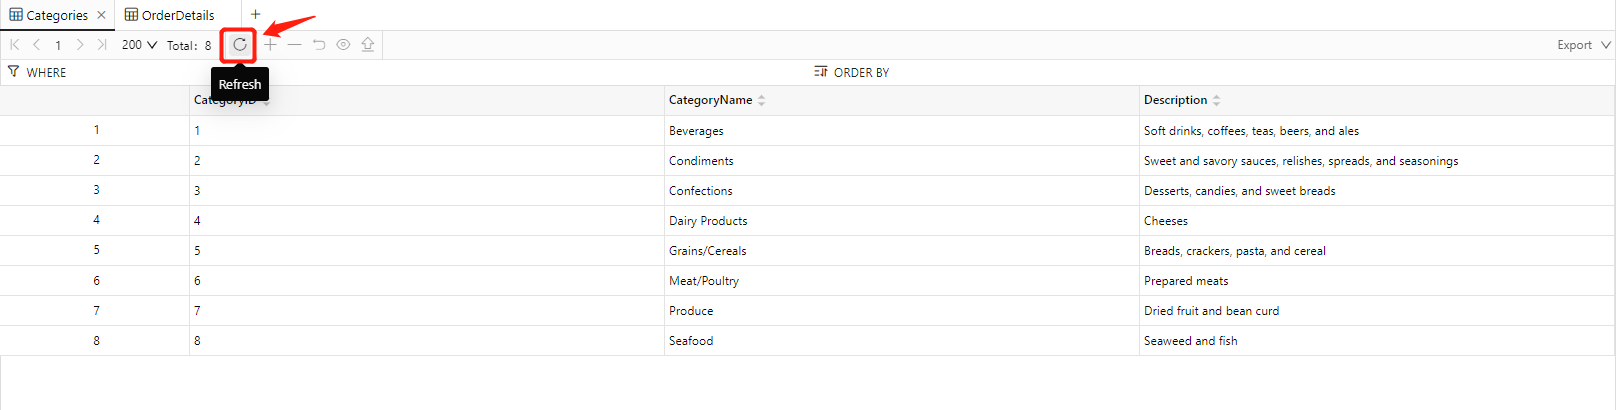 Categories OrderDetails
1 200 Total: 8 Export
Refresh
WHERE ORDER BY
CategoryID CategoryName Description
1 1 Beverages Soft drinks, coffees, teas, beers, and ales
2 2 Condiments Sweet and savory sauces, relishes, spreads, and seasonings
3 3 Confections Desserts, candies, and sweet breads
4 4 Dairy Products Cheeses
5 5 Grains/Cereals Breads, crackers, pasta, and cereal
6 6 Meat/Poultry Prepared meats
7 7 Produce Dried fruit and bean curd
8 8 Seafood Seaweed and fish